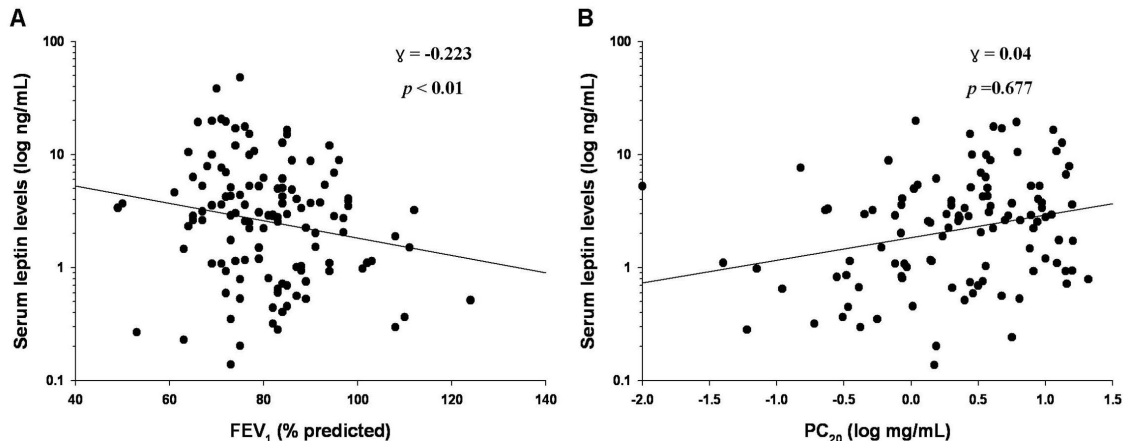 A
Serum leptin levels (log ng/mL)
100
10
1
0.1
40
60
80
100
120
140
FEV₁ (% predicted)
ɣ = -0.223
p < 0.01
B
Serum leptin levels (log ng/mL)
100
10
1
0.1
-2.0
-1.5
-1.0
-0.5
0.0
0.5
1.0
1.5
PC₂₀ (log mg/mL)
ɣ = 0.04
p =0.677